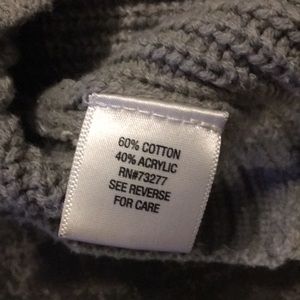 60% COTTON
40% ACRYLIC
RN#73277
SEE REVERSE
FOR CARE